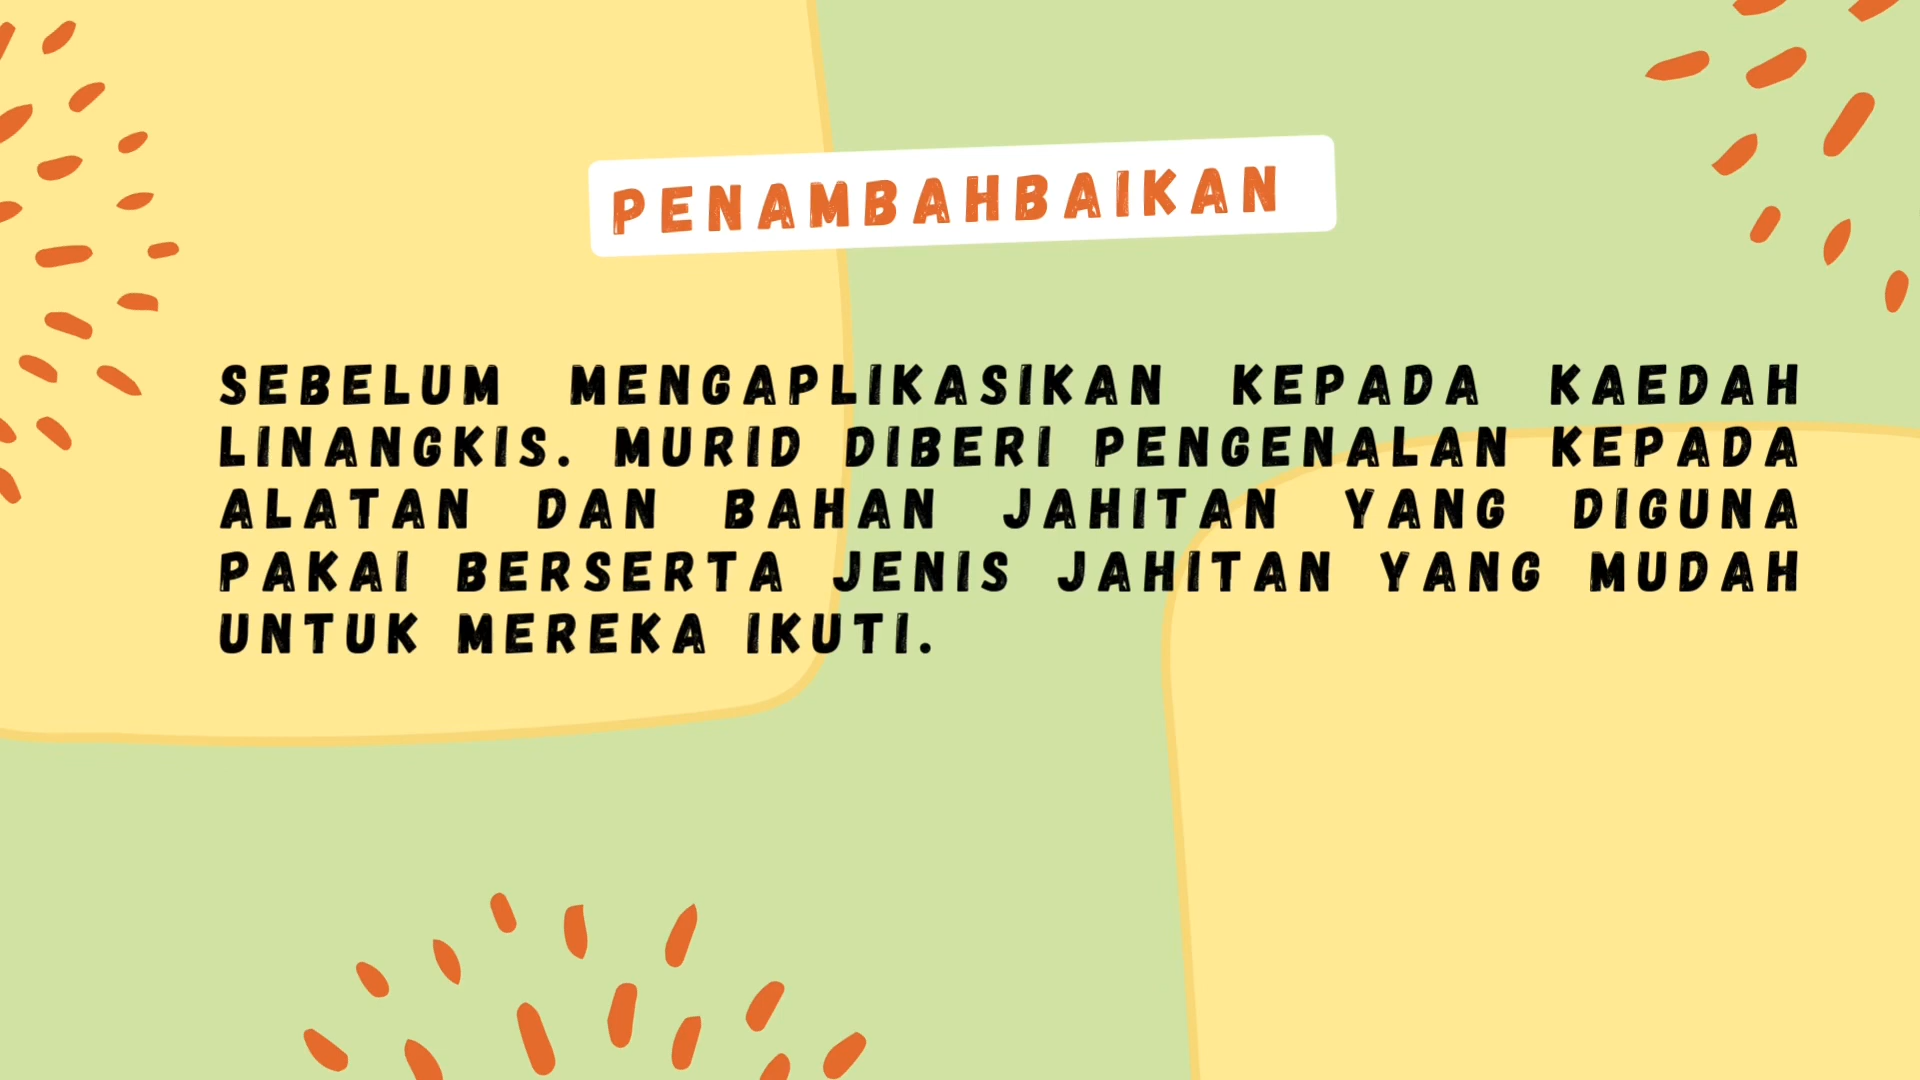 PENAMBAHBAIKAN
SEBELUM MENGAPLIKASIKAN KEPADA KAEDAH
LINANGKIS. MURID DIBERI PENGENALAN KEPADA
ALATAN DAN BAHAN JAHITAN YANG DIGUNA
PAKAI BERSERTA JENIS JAHITAN YANG MUDAH
UNTUK MEREKA IKUTI.